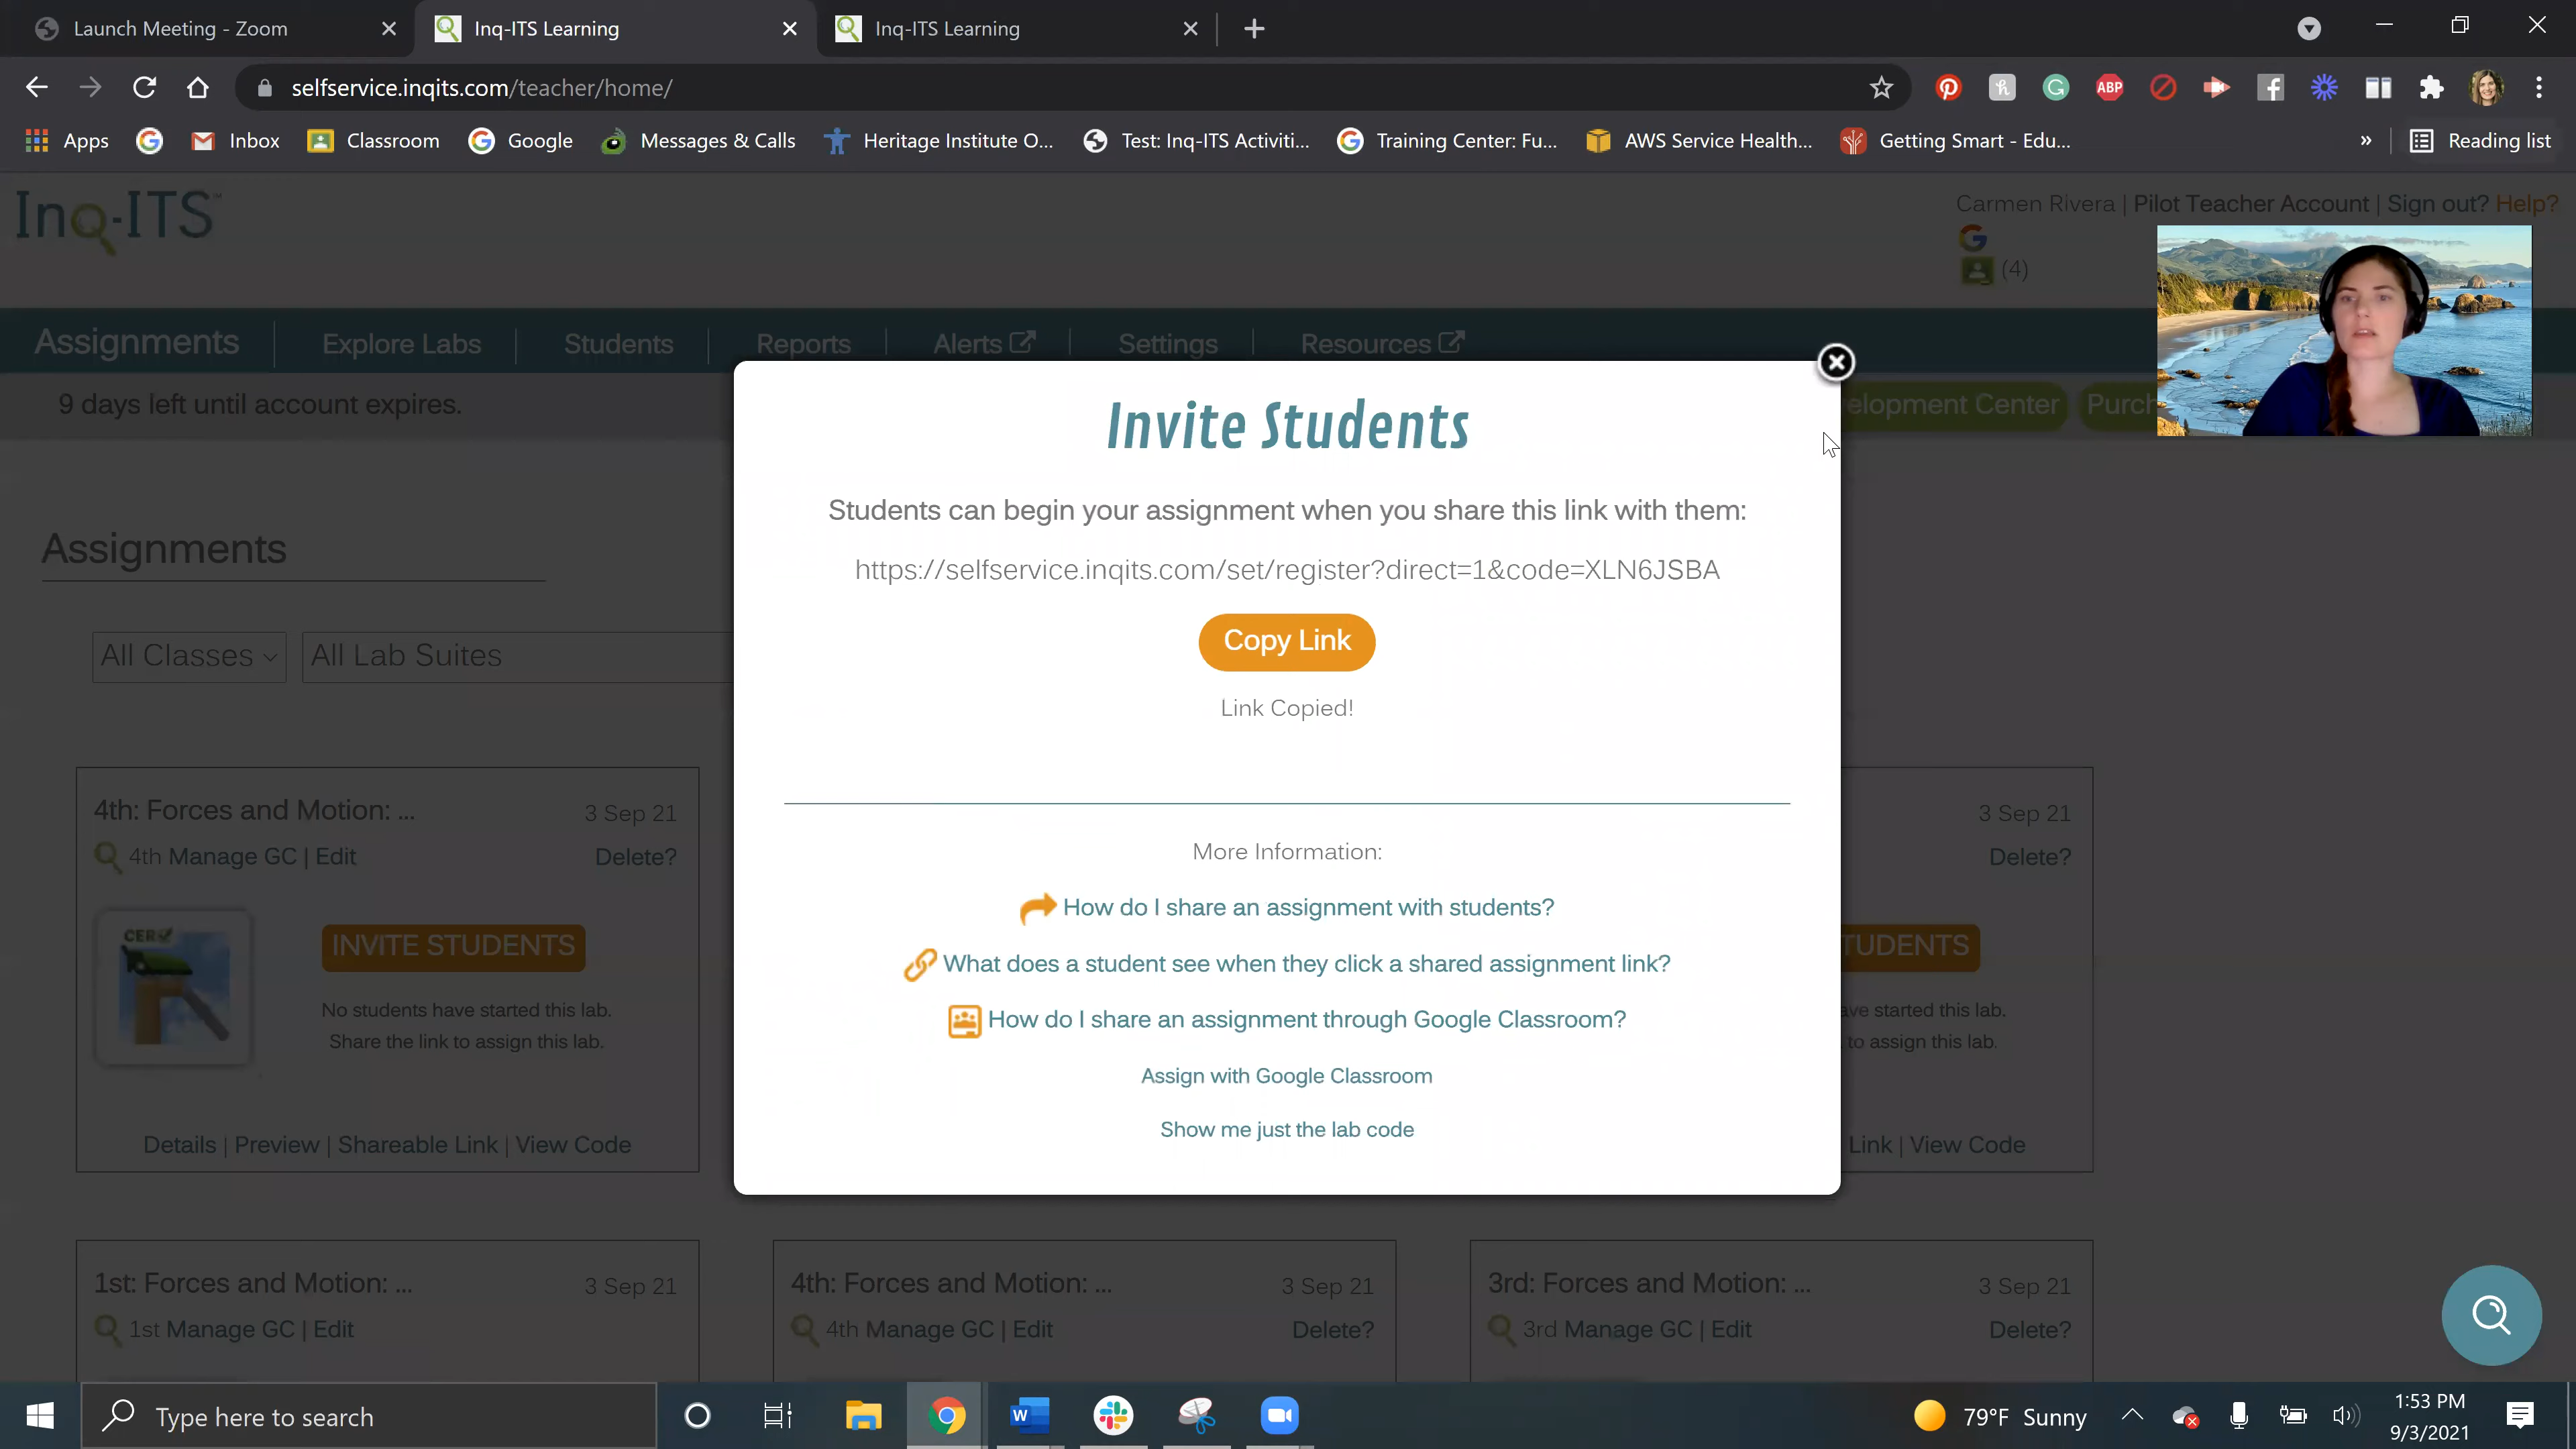 Launch Meeting - Zoom
Inq-ITS Learning
Inq-ITS Learning
selfservice.inqits.com/teacher/home/
ABP
Apps
Inbox
Classroom
Google
Messages & Calls
Heritage Institute O...
Test: Inq-ITS Activiti...
Training Center: Fu...
AWS Service Health...
Getting Smart - Edu...
»
Reading list
Inq-ITS™
Carmen Rivera | Pilot Teacher Account | Sign out? Help?
(4)
Assignments
Explore Labs
Students
Reports
Alerts
Settings
Resources
9 days left until account expires.
elopment Center
Purch
Invite Students
Students can begin your assignment when you share this link with them:
https://selfservice.inqits.com/set/register?direct=1&code=XLN6JSBA
Copy Link
Link Copied!
More Information:
How do I share an assignment with students?
What does a student see when they click a shared assignment link?
How do I share an assignment through Google Classroom?
Assign with Google Classroom
Show me just the lab code
Assignments
All Classes
All Lab Suites
4th: Forces and Motion: ...
3 Sep 21
4th Manage GC | Edit
Delete?
CER
INVITE STUDENTS
No students have started this lab.
Share the link to assign this lab.
Details | Preview | Shareable Link | View Code
3 Sep 21
Delete?
TUDENTS
ave started this lab.
to assign this lab.
Link | View Code
1st: Forces and Motion: ...
3 Sep 21
1st Manage GC | Edit
4th: Forces and Motion: ...
3 Sep 21
4th Manage GC | Edit
Delete?
3rd: Forces and Motion: ...
3 Sep 21
3rd Manage GC | Edit
Delete?
Type here to search
79°F Sunny
1:53 PM
9/3/2021